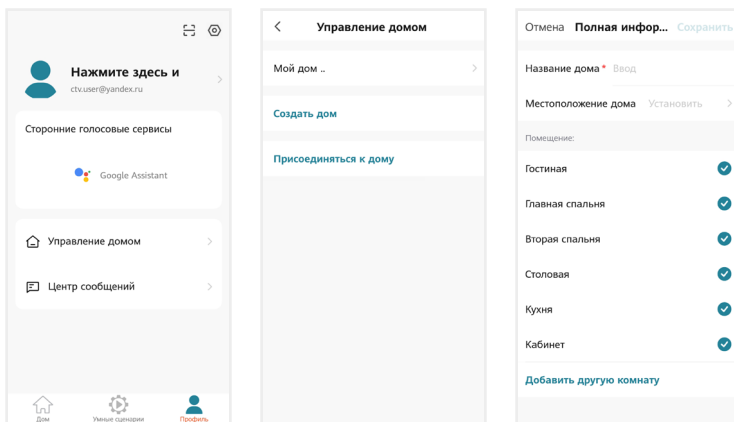 Нажмите здесь и
ctv.user@yandex.ru
Сторонние голосовые сервисы
Google Assistant
Управление домом
Центр сообщений
Дом Умные сценарии Профиль
Управление домом
Мой дом ..
Создать дом
Присоединяться к дому
Отмена Полная инфор... Сохранить
Название дома * Ввод
Местоположение дома Установить
Помещение:
Гостиная
Главная спальня
Вторая спальня
Столовая
Кухня
Кабинет
Добавить другую комнату